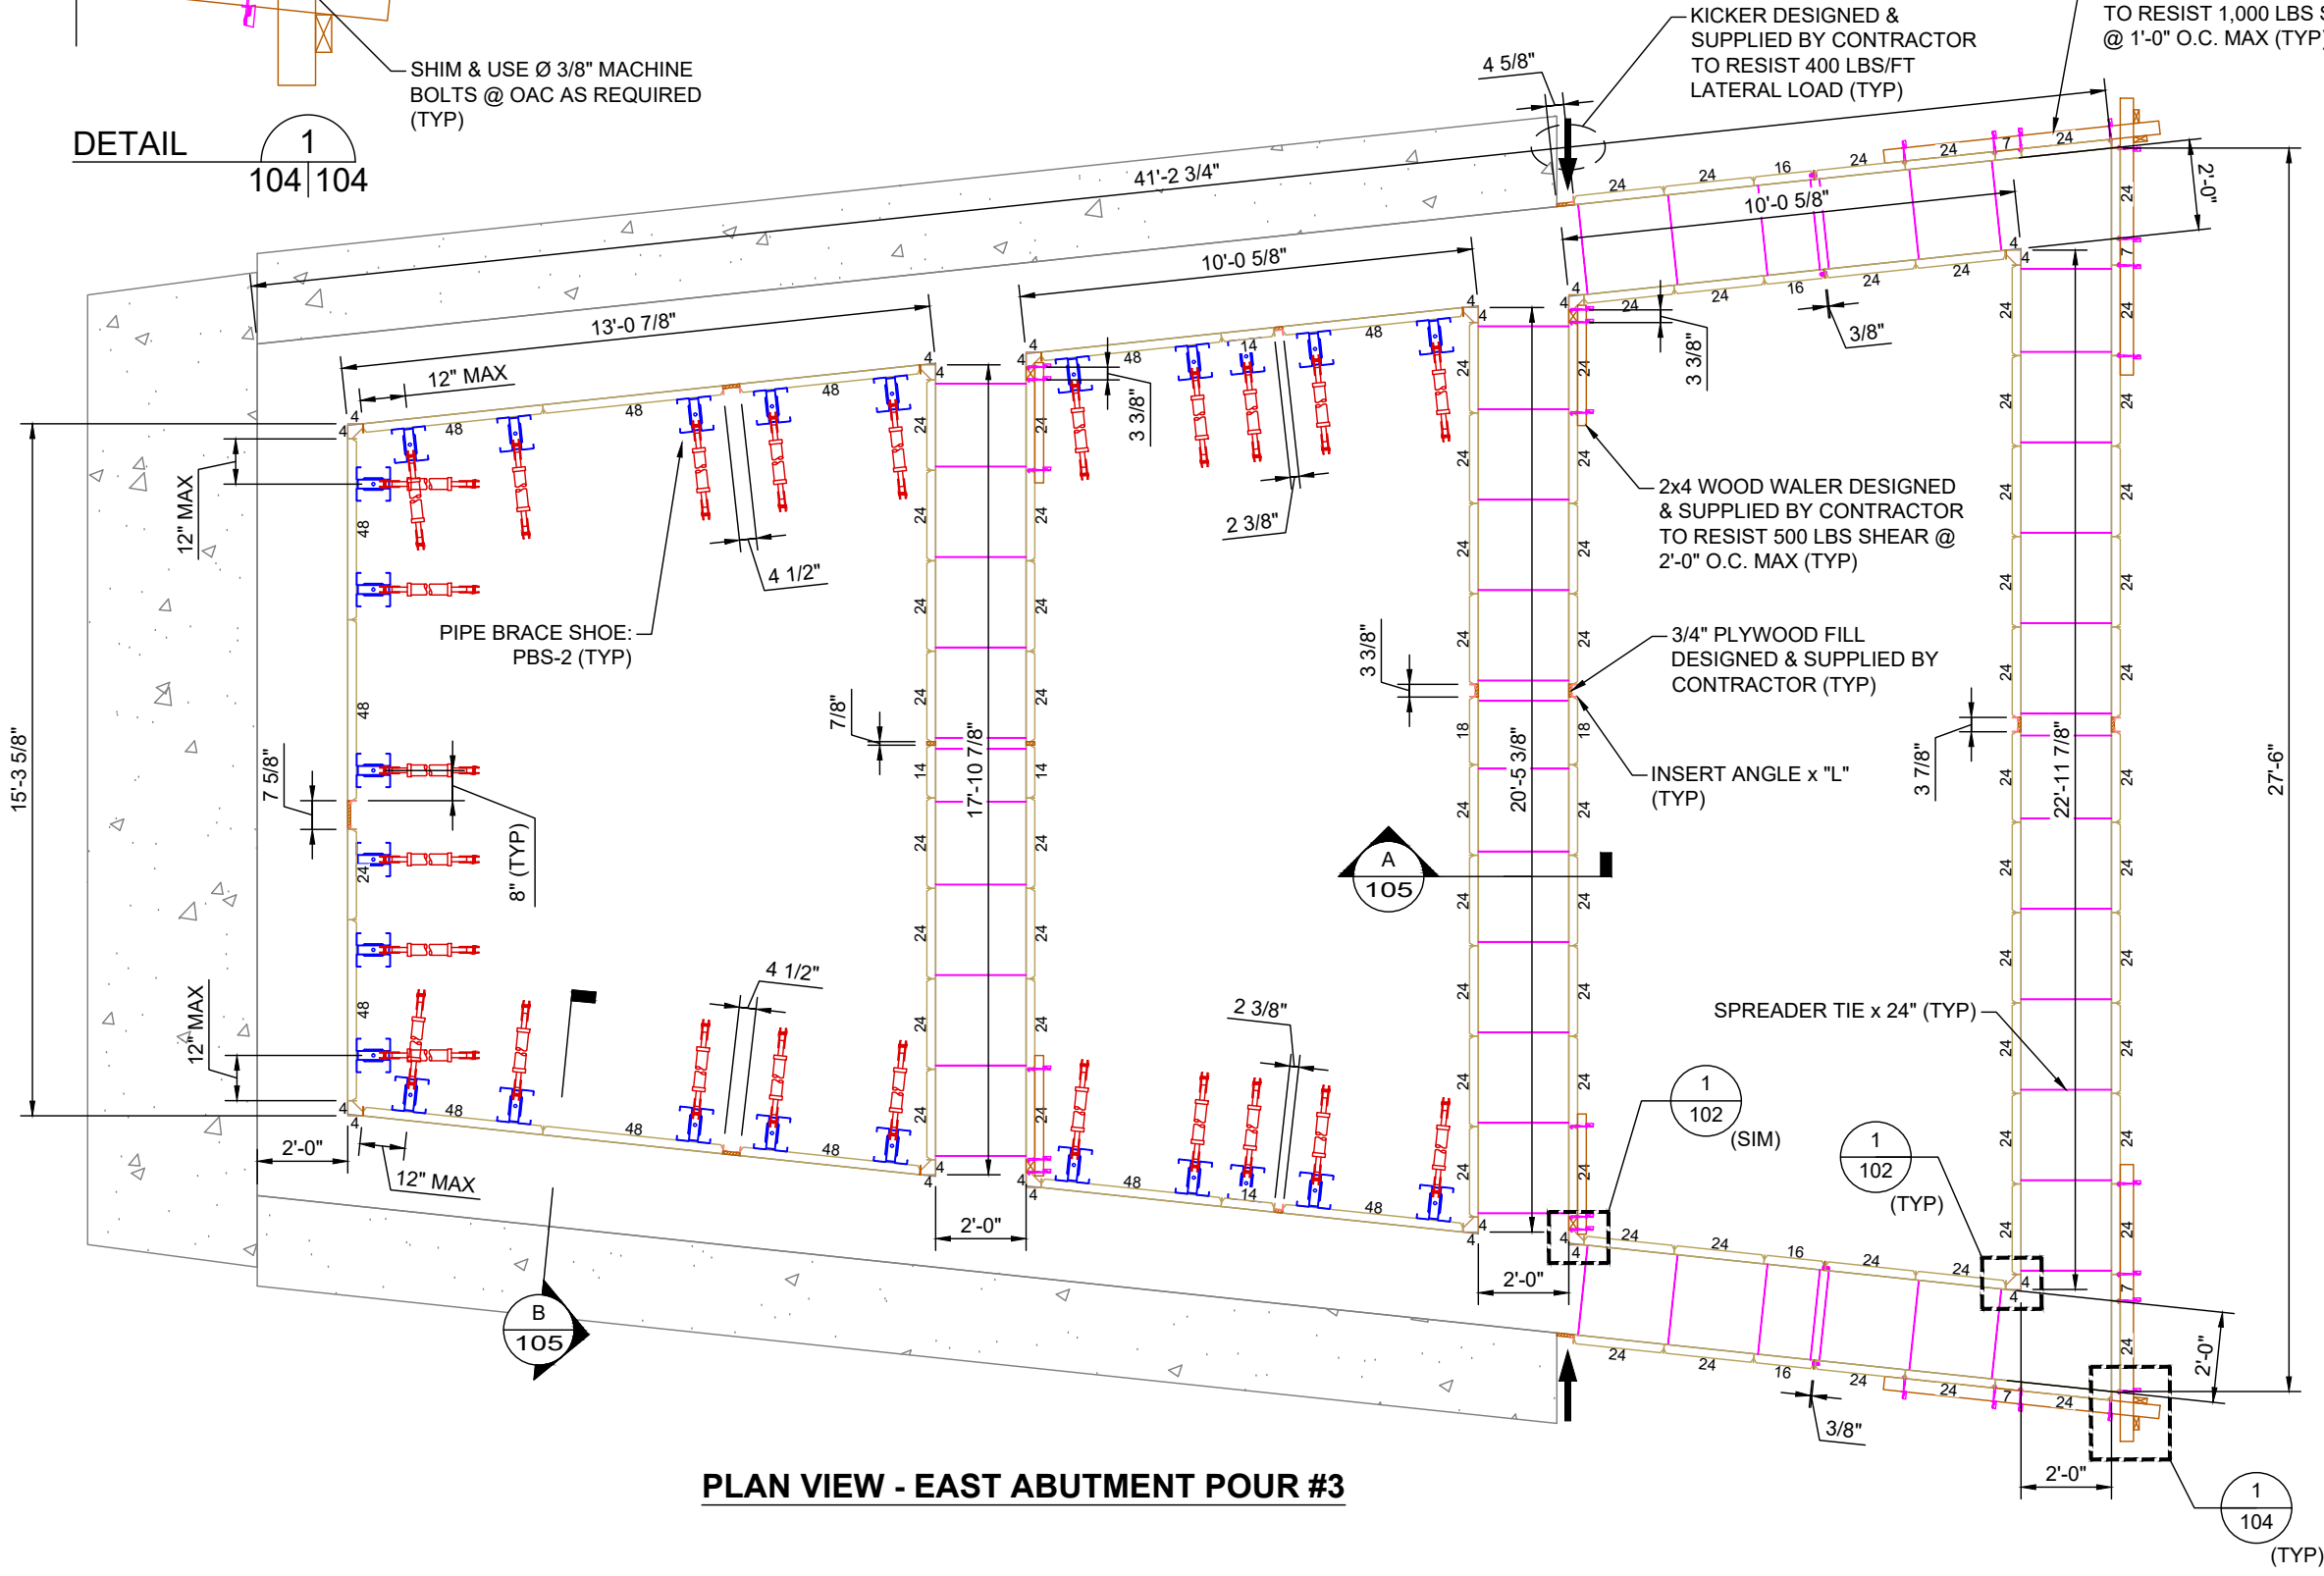 SHIM & USE Ø 3/8" MACHINE
BOLTS @ OAC AS REQUIRED
(TYP)
DETAIL
1
104 104
KICKER DESIGNED &
SUPPLIED BY CONTRACTOR
TO RESIST 400 LBS/FT
LATERAL LOAD (TYP)
TO RESIST 1,000 LBS
@ 1'-0" O.C. MAX (TYP
4 5/8"
41'-2 3/4"
10'-0 5/8"
2'-0"
10'-0 5/8"
13'-0 7/8"
3/8"
3 3/8"
3 3/8"
12" MAX
12" MAX
4 1/2"
2 3/8"
2x4 WOOD WALER DESIGNED
& SUPPLIED BY CONTRACTOR
TO RESIST 500 LBS SHEAR @
2'-0" O.C. MAX (TYP)
PIPE BRACE SHOE:
PBS-2 (TYP)
3/4" PLYWOOD FILL
DESIGNED & SUPPLIED BY
CONTRACTOR (TYP)
INSERT ANGLE x "L"
(TYP)
15'-3 5/8"
7 5/8"
8" (TYP)
7/8"
17'-10 7/8"
3 3/8"
20'-5 3/8"
3 7/8"
22'-11 7/8"
27'-6"
A
105
SPREADER TIE x 24" (TYP)
12" MAX
4 1/2"
2 3/8"
1
102
(SIM)
1
102
(TYP)
2'-0"
12" MAX
2'-0"
2'-0"
2'-0"
B
105
3/8"
2'-0"
1
104
(TYP)
PLAN VIEW - EAST ABUTMENT POUR #3